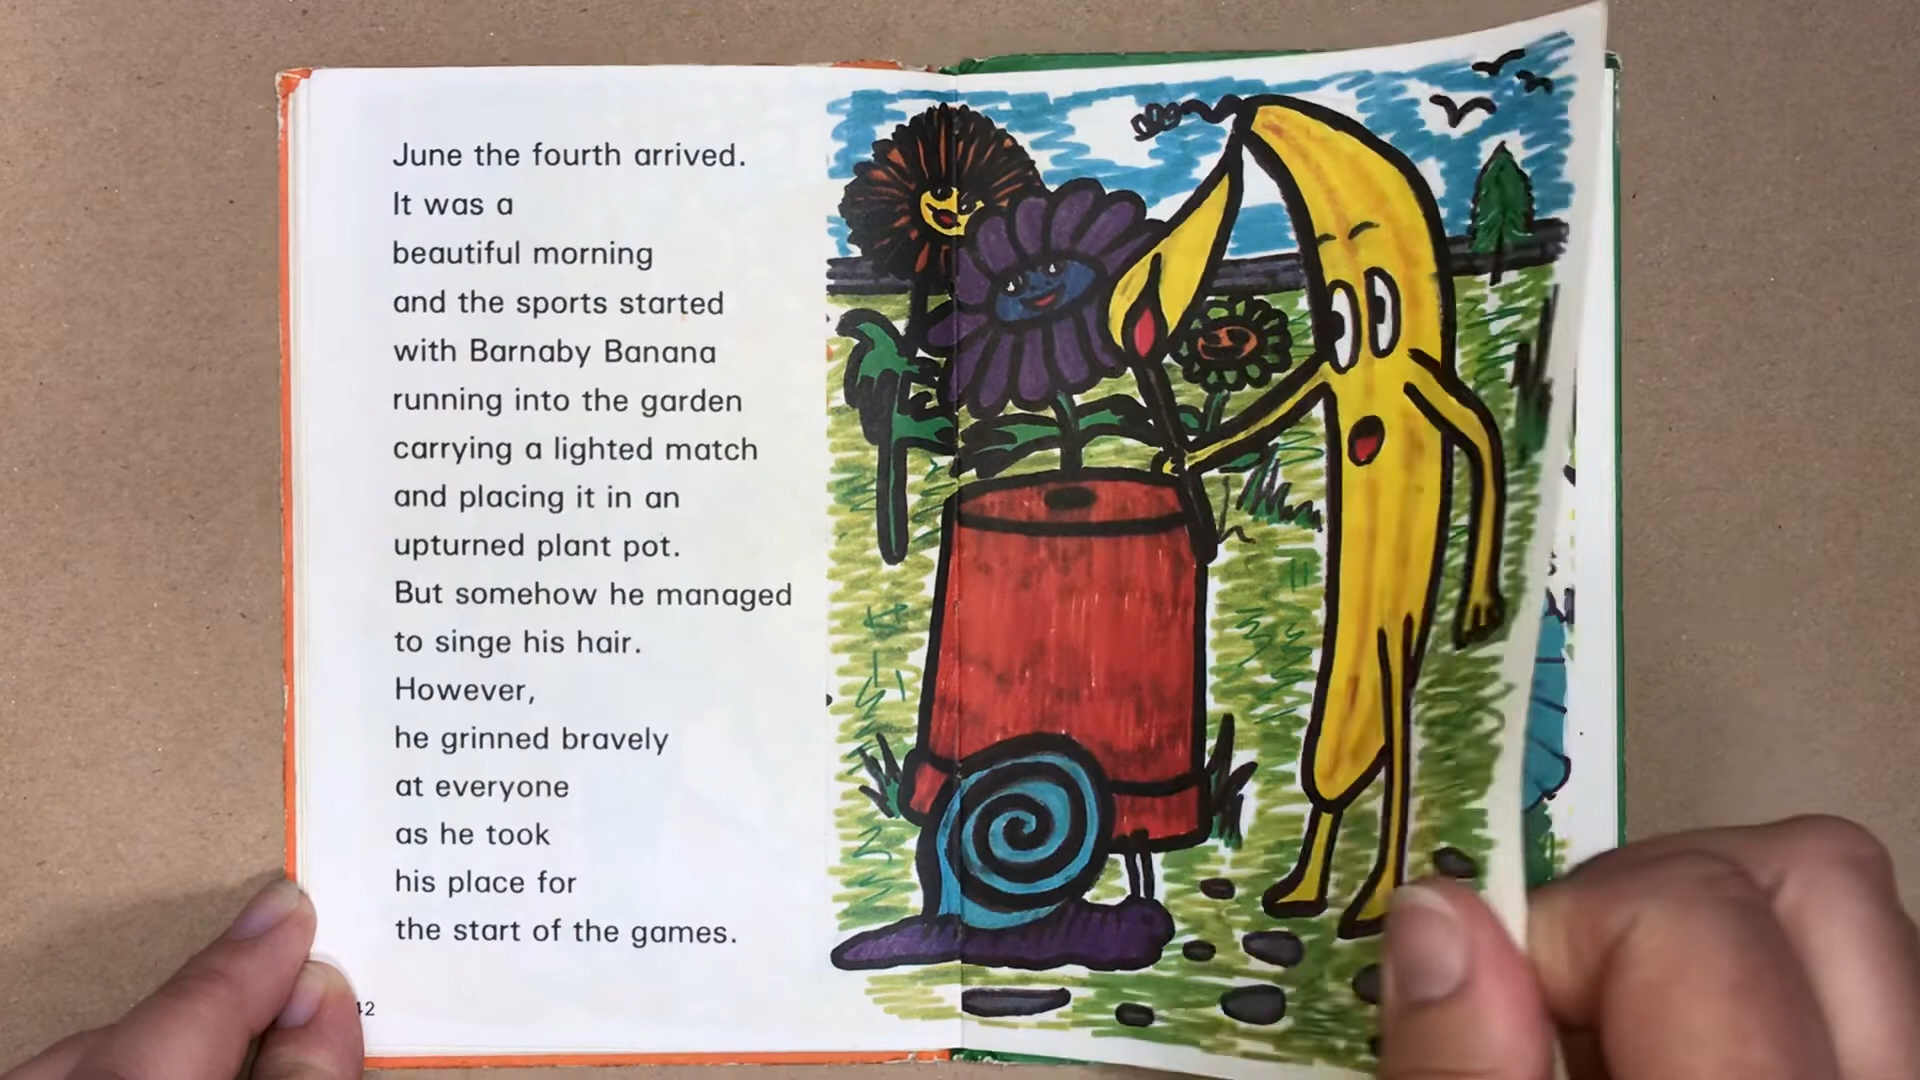 June the fourth arrived.
It was a
beautiful morning
and the sports started
with Barnaby Banana
running into the garden
carrying a lighted match
and placing it in an
upturned plant pot.
But somehow he managed
to singe his hair.
However,
he grinned bravely
at everyone
as he took
his place for
the start of the games.
42